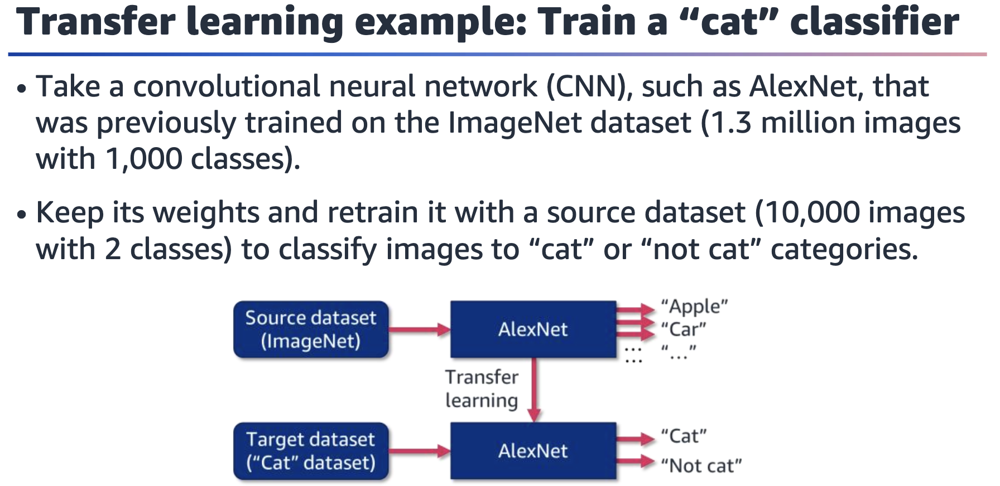 Transfer learning example: Train a “cat” classifier
• Take a convolutional neural network (CNN), such as AlexNet, that
was previously trained on the ImageNet dataset (1.3 million images
with 1,000 classes).
• Keep its weights and retrain it with a source dataset (10,000 images
with 2 classes) to classify images to “cat” or “not cat” categories.
Source dataset
(ImageNet)
AlexNet
“Apple”
“Car”
... “...”
...
Transfer
learning
Target dataset
(“Cat” dataset)
AlexNet
“Cat”
“Not cat”